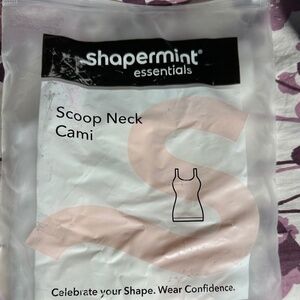 shapermint®
essentials
Scoop Neck
Cami
Celebrate your Shape. Wear Confidence.